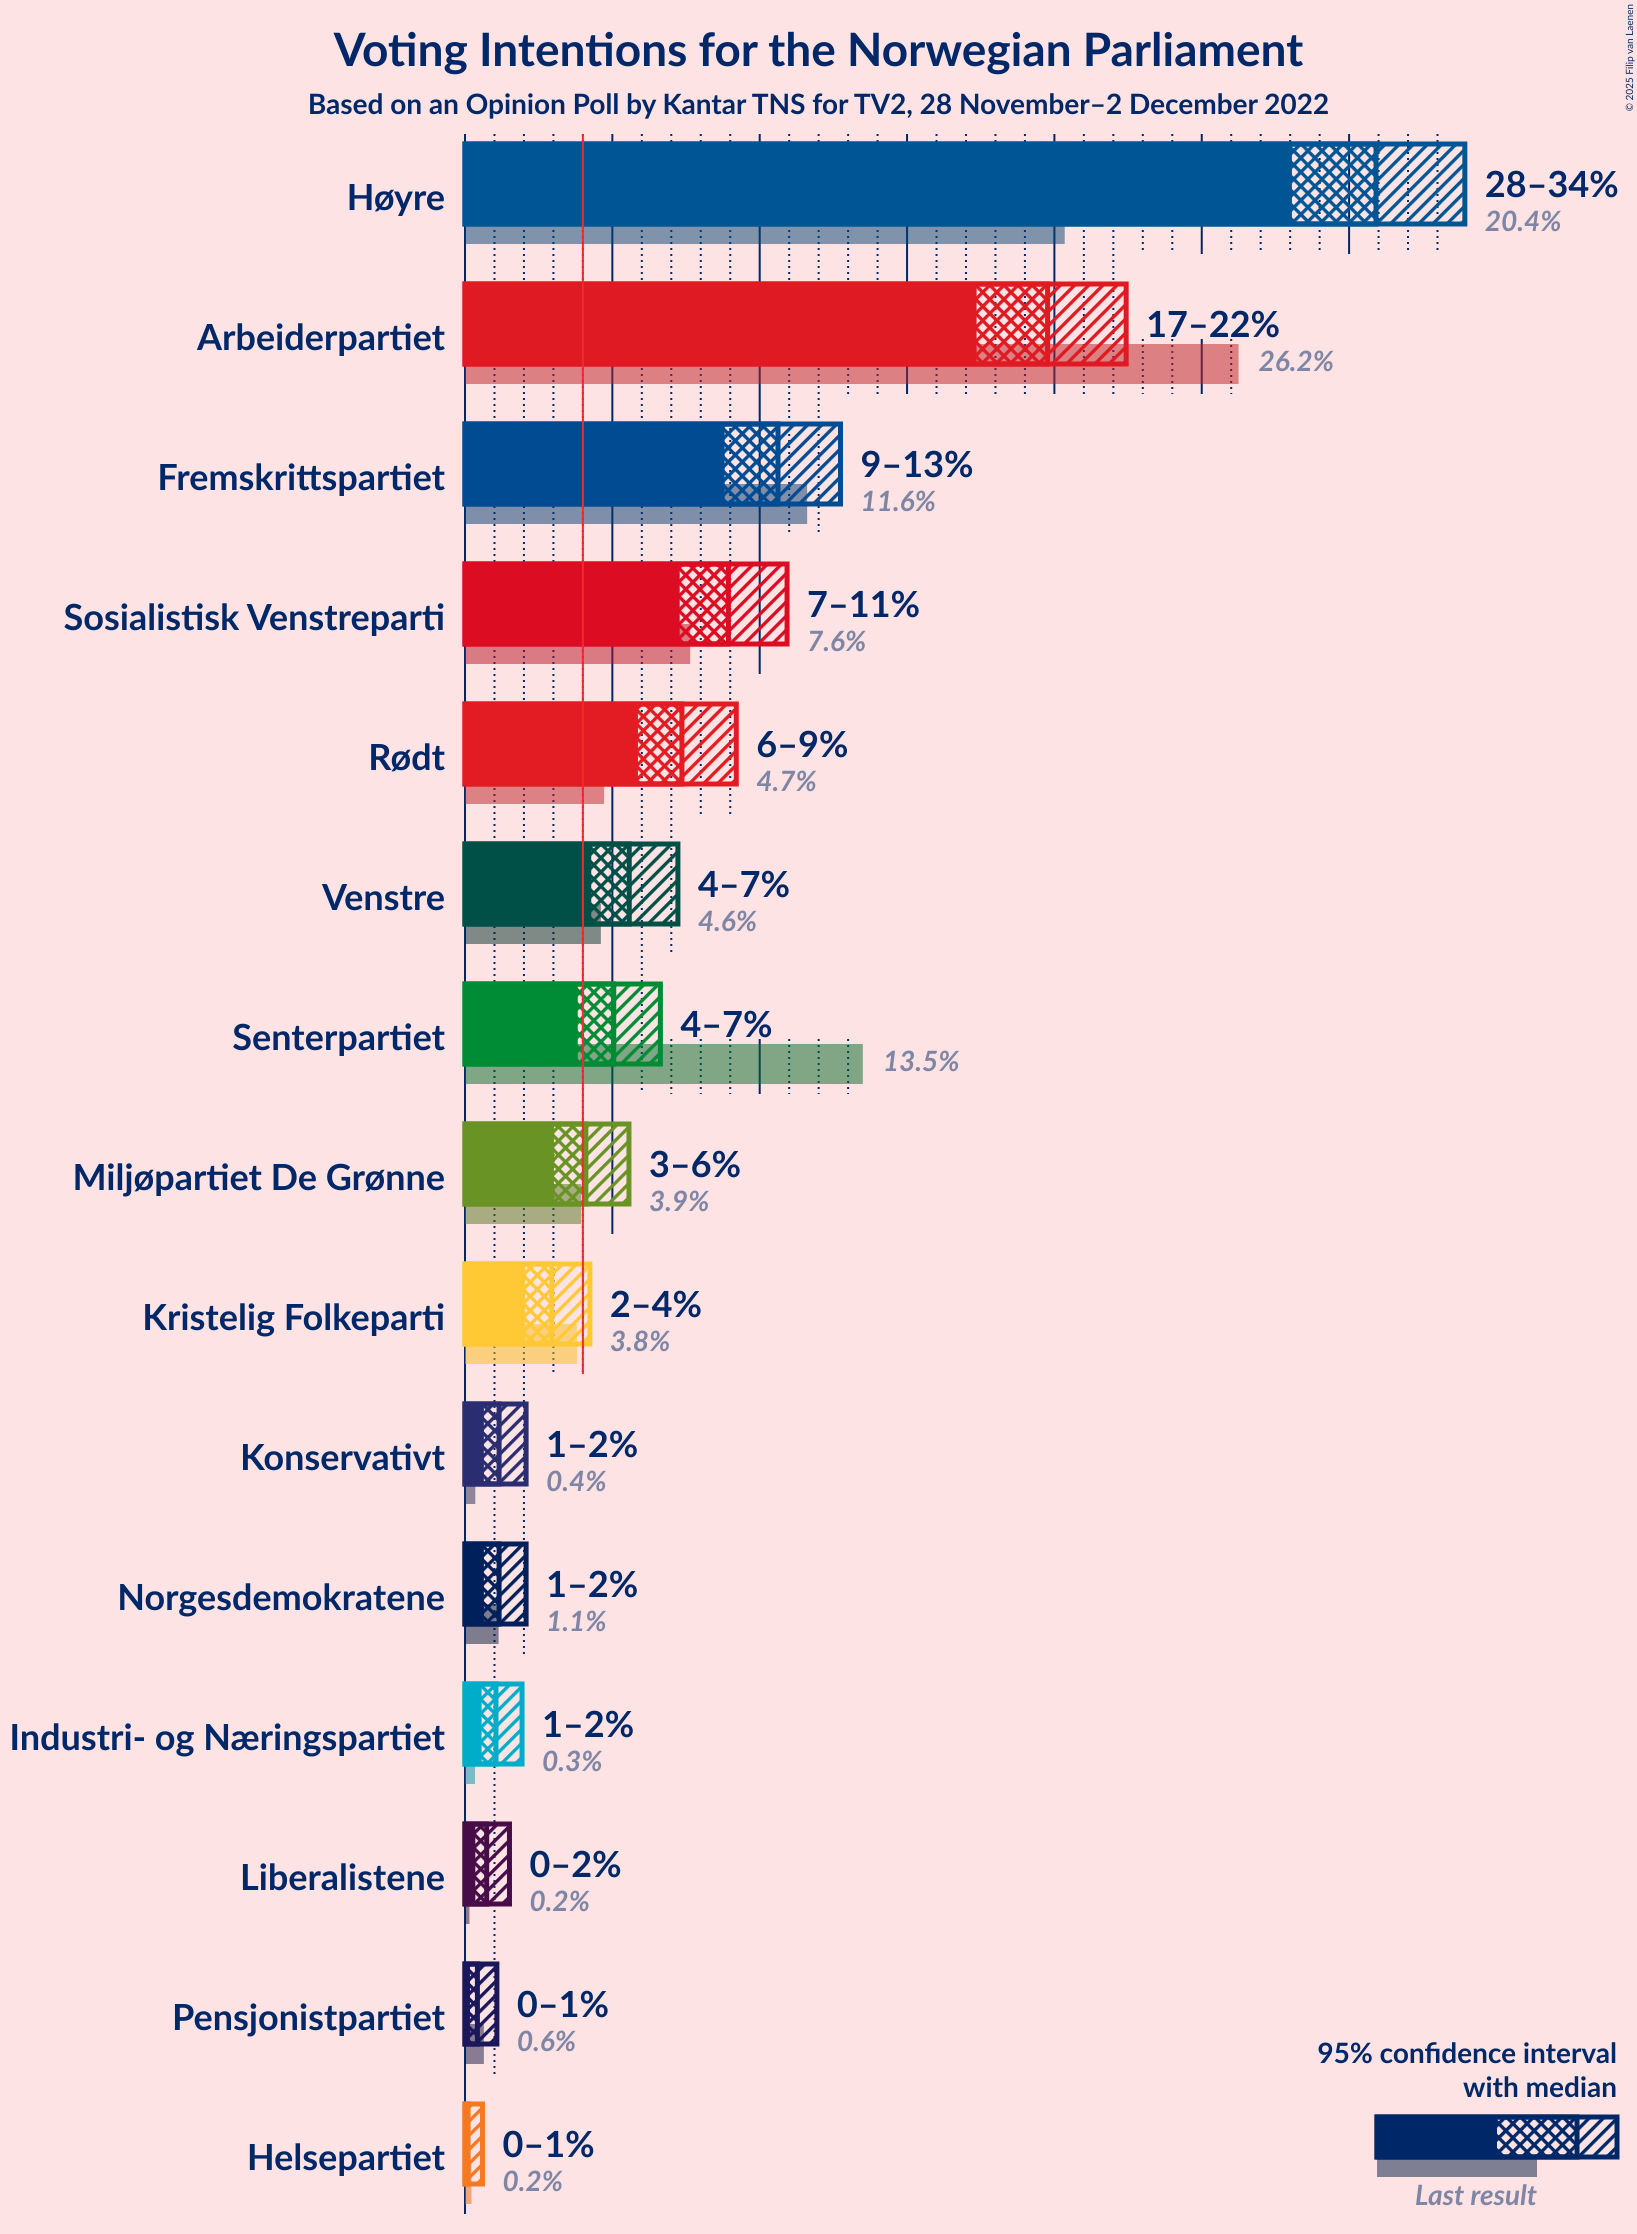 Voting Intentions for the Norwegian Parliament
Based on an Opinion Poll by Kantar TNS for TV2, 28 November–2 December 2022
© 2025 Filip van Laenen
Høyre
28–34%
20.4%
Arbeiderpartiet
17–22%
26.2%
Fremskrittspartiet
9–13%
11.6%
Sosialistisk Venstreparti
7–11%
7.6%
Rødt
6–9%
4.7%
Venstre
4–7%
4.6%
Senterpartiet
4–7%
13.5%
Miljøpartiet De Grønne
3–6%
3.9%
Kristelig Folkeparti
2–4%
3.8%
Konservativt
1–2%
0.4%
Norgesdemokratene
1–2%
1.1%
Industri- og Næringspartiet
1–2%
0.3%
Liberalistene
0–2%
0.2%
Pensjonistpartiet
0–1%
0.6%
Helsepartiet
0–1%
0.2%
95% confidence interval
with median
Last result